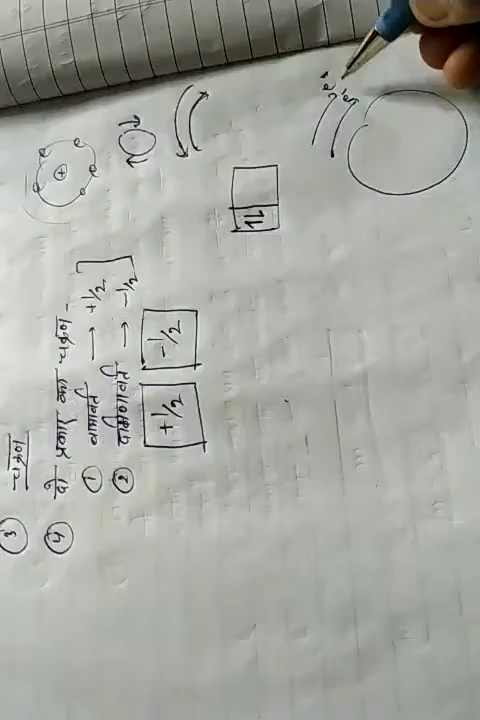 ③ चक्रण
④ दो प्रकार का चक्रण -
① वामावर्त → +1/2
② दक्षिणावर्त → -1/2
+1/2 -1/2
1L
+
e e e e e